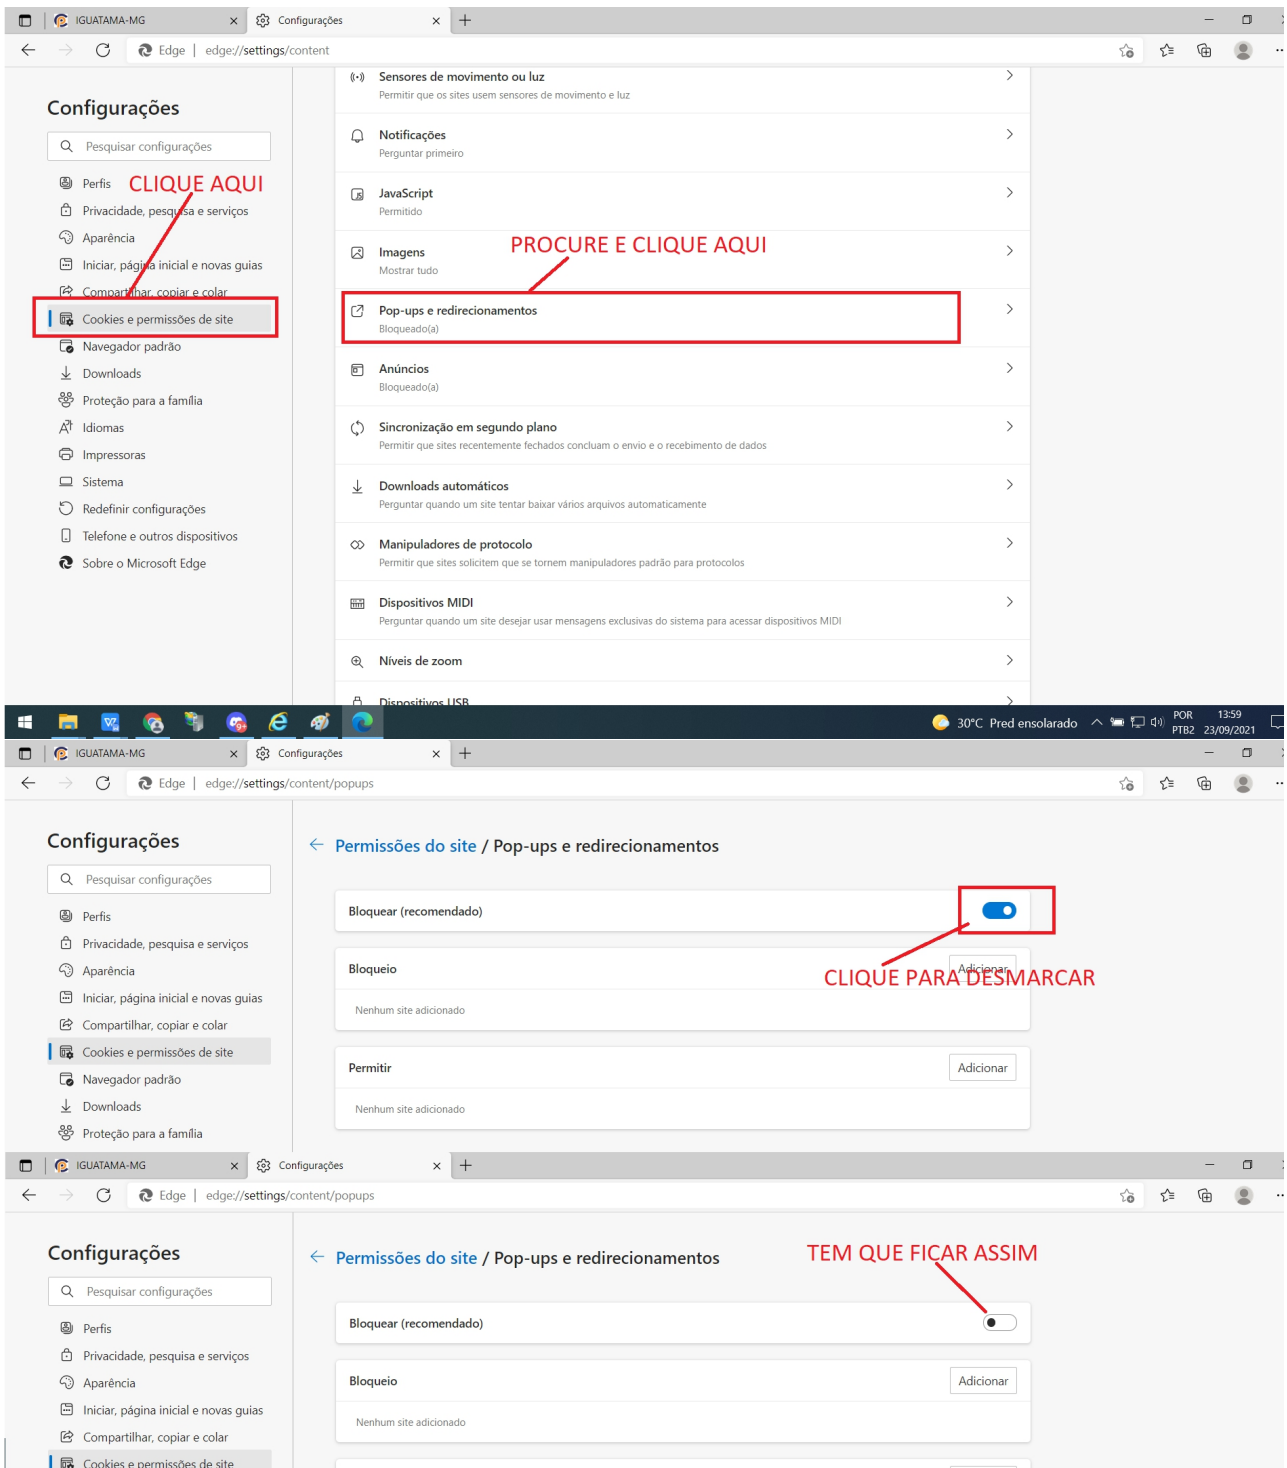 IGUATAMA-MG
Configurações
Edge | edge://settings/content
Configurações
Pesquisar configurações
Perfis
CLIQUE AQUI
Privacidade, pesquisa e serviços
Aparência
Iniciar, página inicial e novas guias
Compartilhar, copiar e colar
Cookies e permissões de site
Navegador padrão
Downloads
Proteção para a família
Idiomas
Impressoras
Sistema
Redefinir configurações
Telefone e outros dispositivos
Sobre o Microsoft Edge
Sensores de movimento ou luz
Permitir que os sites usem sensores de movimento e luz
Notificações
Perguntar primeiro
JavaScript
Permitido
PROCURE E CLIQUE AQUI
Imagens
Mostrar tudo
Pop-ups e redirecionamentos
Bloqueado(a)
Anúncios
Bloqueado(a)
Sincronização em segundo plano
Permitir que sites recentemente fechados concluam o envio e o recebimento de dados
Downloads automáticos
Perguntar quando um site tentar baixar vários arquivos automaticamente
Manipuladores de protocolo
Permitir que sites solicitem que se tornem manipuladores padrão para protocolos
Dispositivos MIDI
Perguntar quando um site desejar usar mensagens exclusivas do sistema para acessar dispositivos MIDI
Níveis de zoom
Dispositivos USB
9+
30°C Pred ensolarado
POR
PTB2
13:59
23/09/2021
IGUATAMA-MG
Configurações
Edge | edge://settings/content/popups
Configurações
Pesquisar configurações
Perfis
Privacidade, pesquisa e serviços
Aparência
Iniciar, página inicial e novas guias
Compartilhar, copiar e colar
Cookies e permissões de site
Navegador padrão
Downloads
Proteção para a família
Permissões do site / Pop-ups e redirecionamentos
Bloquear (recomendado)
Bloqueio
Adicionar
CLIQUE PARA DESMARCAR
Nenhum site adicionado
Permitir
Adicionar
Nenhum site adicionado
IGUATAMA-MG
Configurações
Edge | edge://settings/content/popups
Configurações
Pesquisar configurações
Perfis
Privacidade, pesquisa e serviços
Aparência
Iniciar, página inicial e novas guias
Compartilhar, copiar e colar
Cookies e permissões de site
Permissões do site / Pop-ups e redirecionamentos
TEM QUE FICAR ASSIM
Bloquear (recomendado)
Bloqueio
Adicionar
Nenhum site adicionado